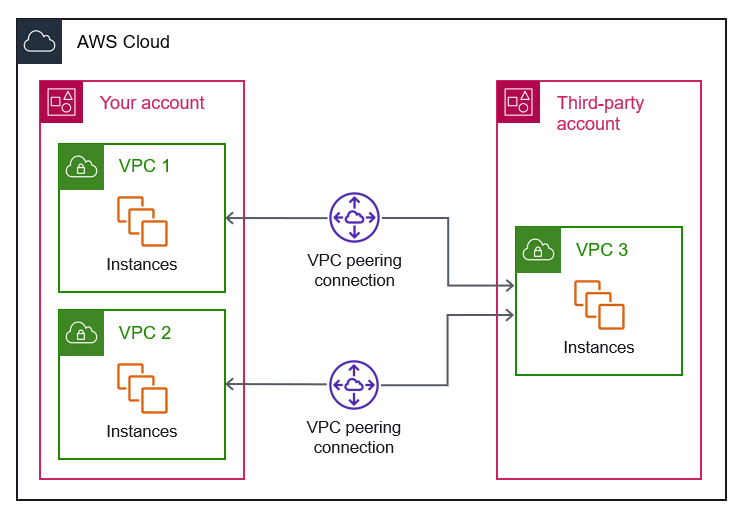 AWS Cloud
Your account
VPC 1
Instances
VPC 2
Instances
VPC peering
connection
VPC peering
connection
Third-party
account
VPC 3
Instances